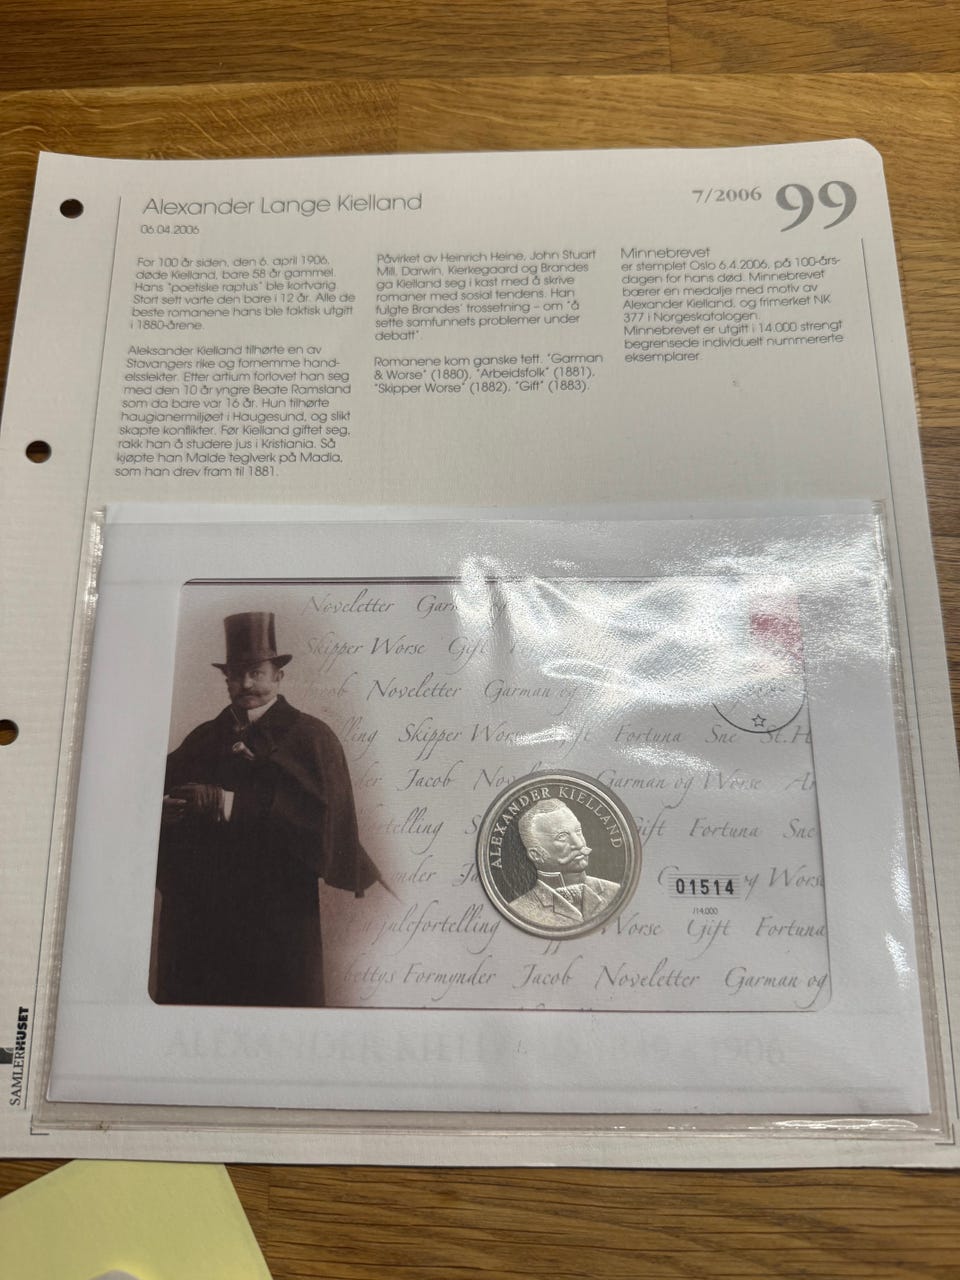 Alexander Lange Kielland
06.04.2006
7/2006 99
For 100 år siden, den 6. april 1906,
døde Kielland, bare 58 år gammel.
Hans "poetiske raptus" ble kortvarig.
Stort sett varte den bare i 12 år. Alle de
beste romanene hans ble faktisk utgitt
i 1880-årene.
Aleksander Kielland tilhørte en av
Stavangers rike og fornemme hand-
elsslekter. Etter artium forlovet han seg
med den 10 år yngre Beate Ramsland
som da bare var 16 år. Hun tilhørte
haugianermiljøet i Haugesund, og slikt
skapte konflikter. Før Kielland giftet seg,
rakk han å studere jus i Kristiania. Så
kjøpte han Malde teglverk på Madla,
som han drev fram til 1881.
Påvirket av Heinrich Heine, John Stuart
Mill, Darwin, Kierkegaard og Brandes
ga Kielland seg i kast med å skrive
romaner med sosial tendens. Han
fulgte Brandes' trossetning – om "å
sette samfunnets problemer under
debatt".
Romanene kom ganske tett. "Garman
& Worse" (1880), "Arbeidsfolk" (1881),
"Skipper Worse" (1882), "Gift" (1883).
Minnebrevet
er stemplet Oslo 6.4.2006, på 100-års-
dagen for hans død. Minnebrevet
bærer en medalje med motiv av
Alexander Kielland, og frimerket NK
377 i Norgeskatalogen.
Minnebrevet er utgitt i 14.000 strengt
begrensede individuelt nummererte
eksemplarer.
Noveletter
Skipper Worse Gift
Noveletter Garman og
Skipper Worse Fortuna Sne St.H
Jacob Garman og Worse Ar
Gift Fortuna Sne
og Worse
julefortelling Worse Gift Fortuna
bettys Formynder Jacob Noveletter Garman og
ALEXANDER KIELLAND
01514
/14.000
SAMLERHUSET